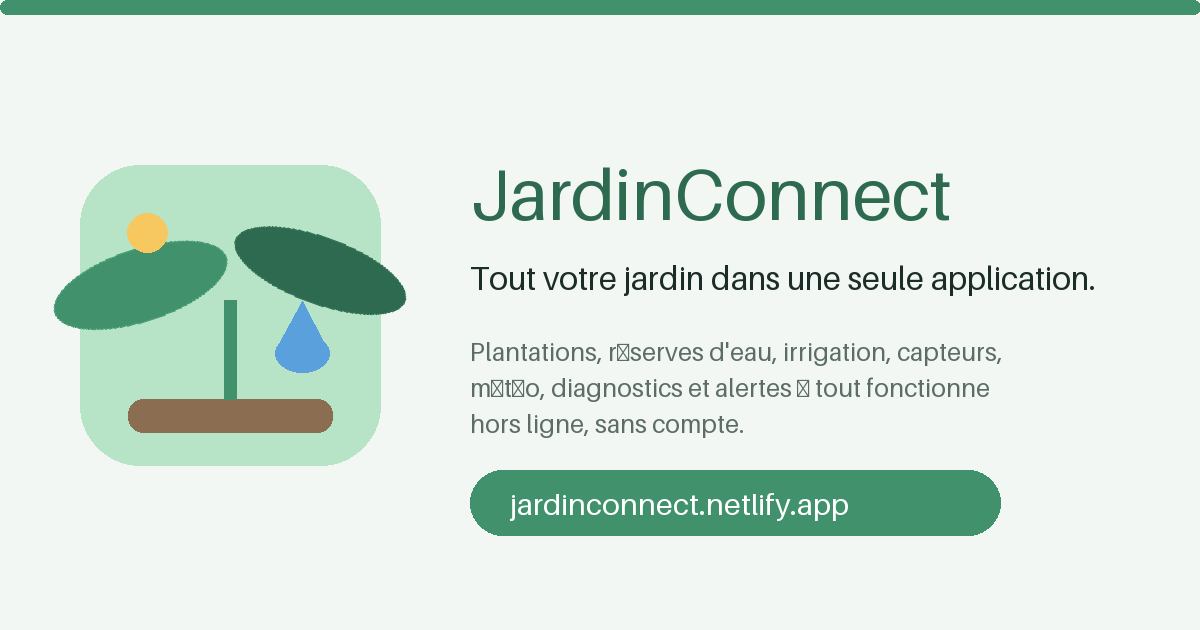 JardinConnect
Tout votre jardin dans une seule application.
Plantations, r☒serves d'eau, irrigation, capteurs,
m☒t☒o, diagnostics et alertes ☒ tout fonctionne
hors ligne, sans compte.
jardinconnect.netlify.app